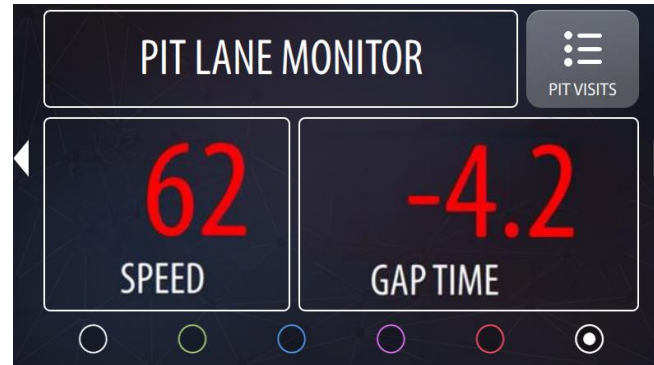 PIT LANE MONITOR
PIT VISITS
62
SPEED
-4.2
GAP TIME